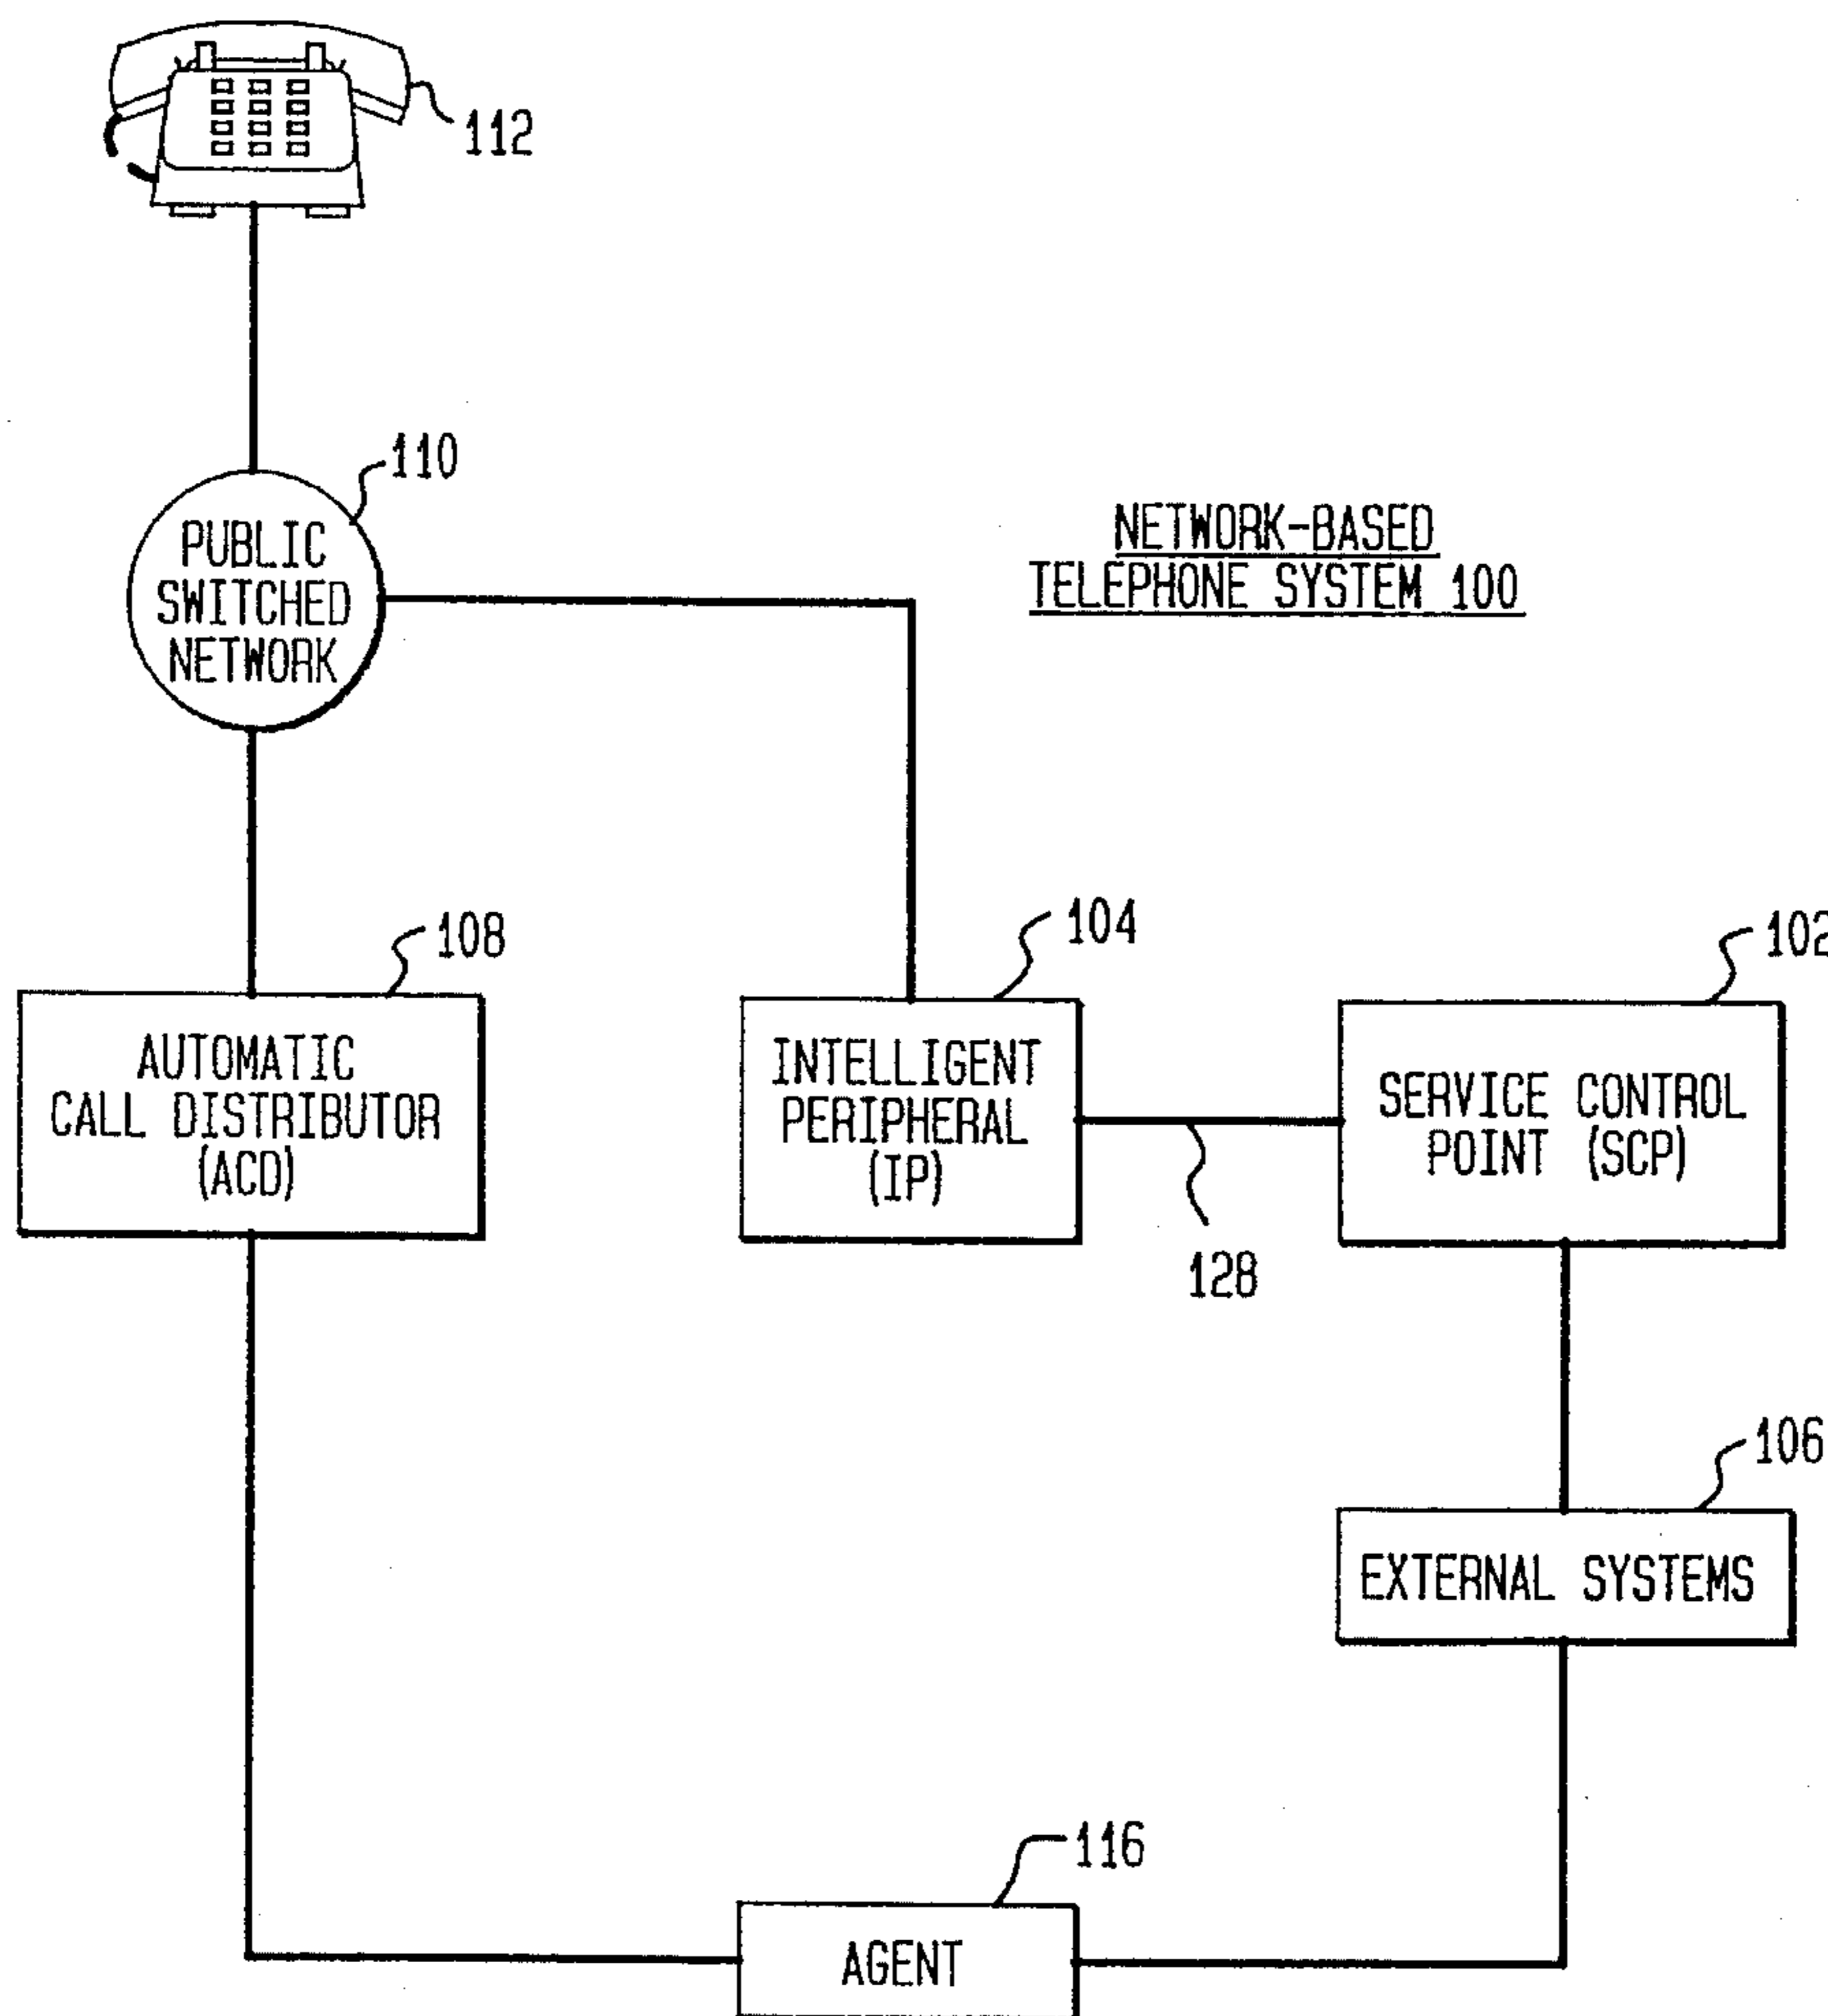 112
110
PUBLIC
SWITCHED
NETWORK
NETWORK-BASED
TELEPHONE SYSTEM 100
108
104
102
AUTOMATIC
CALL DISTRIBUTOR
(ACD)
INTELLIGENT
PERIPHERAL
(IP)
SERVICE CONTROL
POINT (SCP)
128
106
EXTERNAL SYSTEMS
116
AGENT